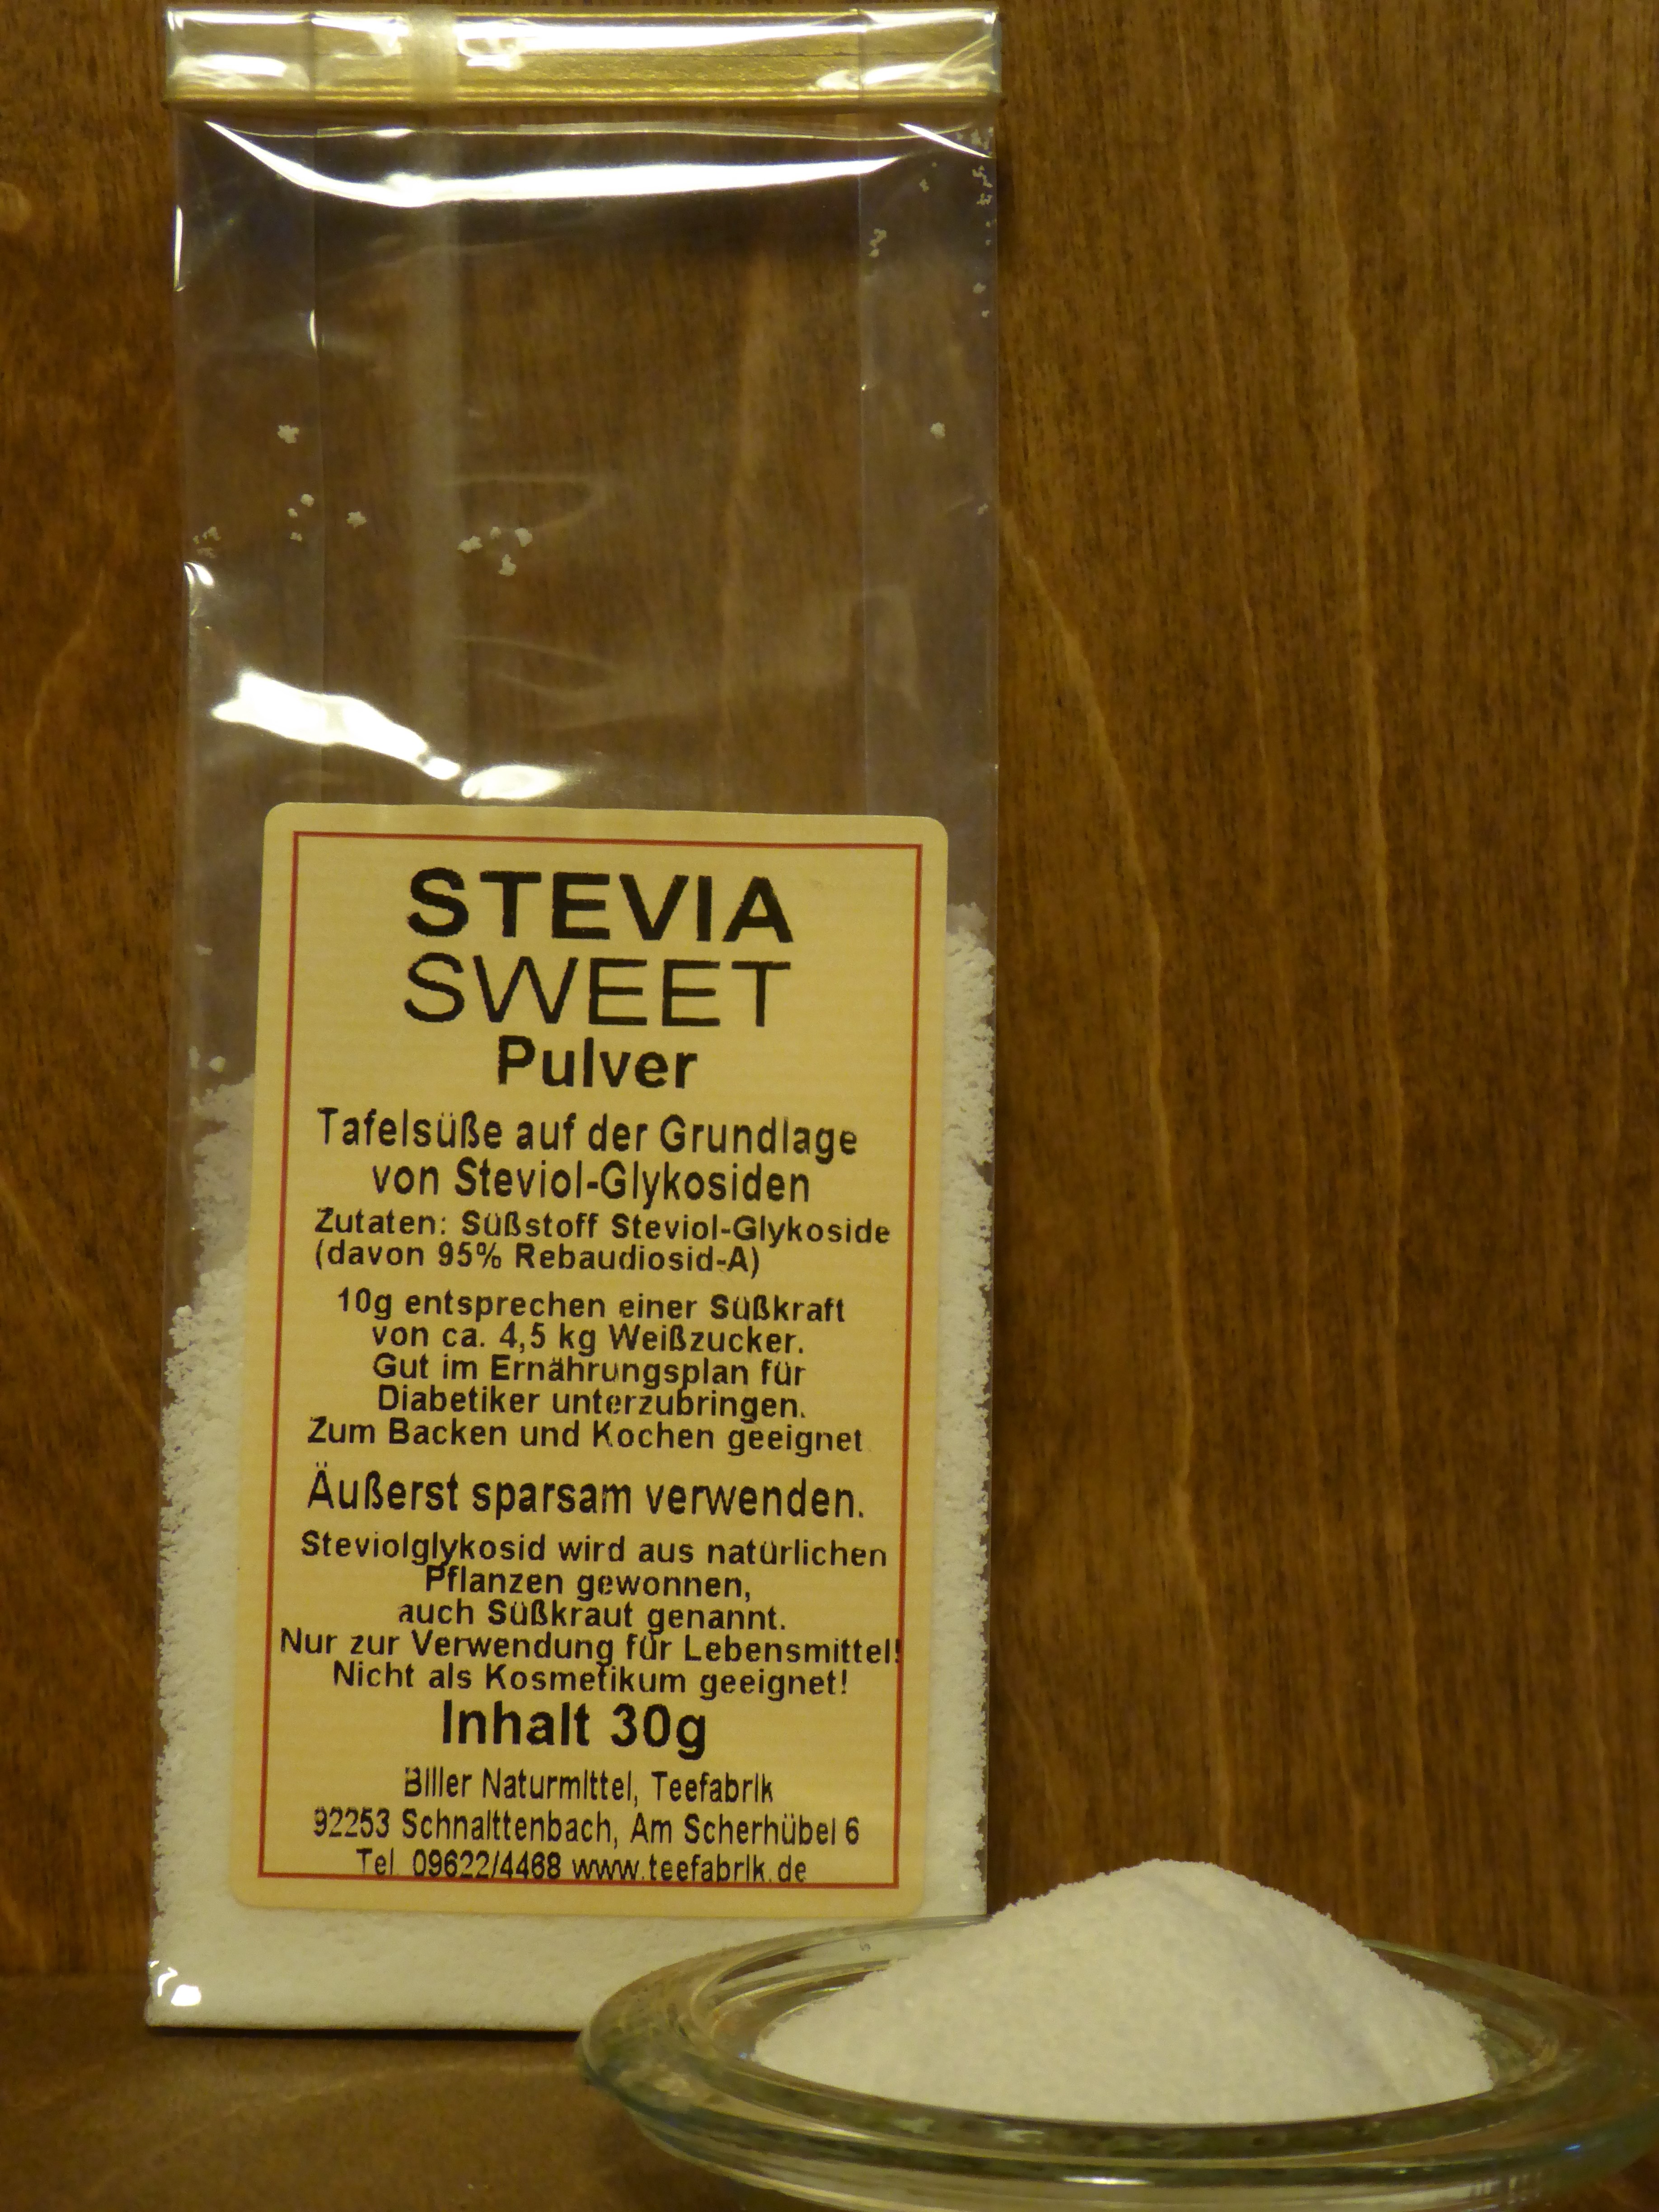 STEVIA
SWEET
Pulver
Tafelsüße auf der Grundlage
von Steviol-Glykosiden
Zutaten: Süßstoff Steviol-Glykoside
(davon 95% Rebaudiosid-A)
10g entsprechen einer Süßkraft
von ca. 4,5 kg Weißzucker.
Gut im Ernährungsplan für
Diabetiker unterzubringen.
Zum Backen und Kochen geeignet
Äußerst sparsam verwenden.
Steviolglykosid wird aus natürlichen
Pflanzen gewonnen,
auch Süßkraut genannt.
Nur zur Verwendung für Lebensmittel!
Nicht als Kosmetikum geeignet!
Inhalt 30g
Biller Naturmittel, Teefabrik
92253 Schnaittenbach, Am Scherhübel 6
Tel. 09622/4468 www.teefabrik.de